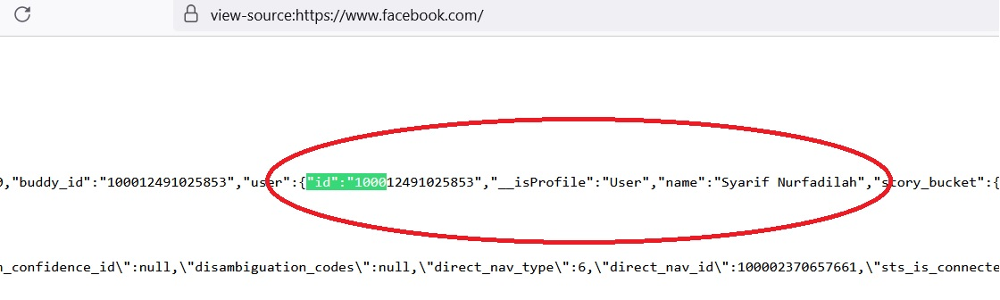 view-source:https://www.facebook.com/
,"buddy_id":"100012491025853","user":{"id":"100012491025853","__isProfile":"User","name":"Syarif Nurfadilah","story_bucket":{
_confidence_id\":null,\"disambiguation_codes\":null,\"direct_nav_type\":6,\"direct_nav_id\":100002370657661,\"sts_is_connecte